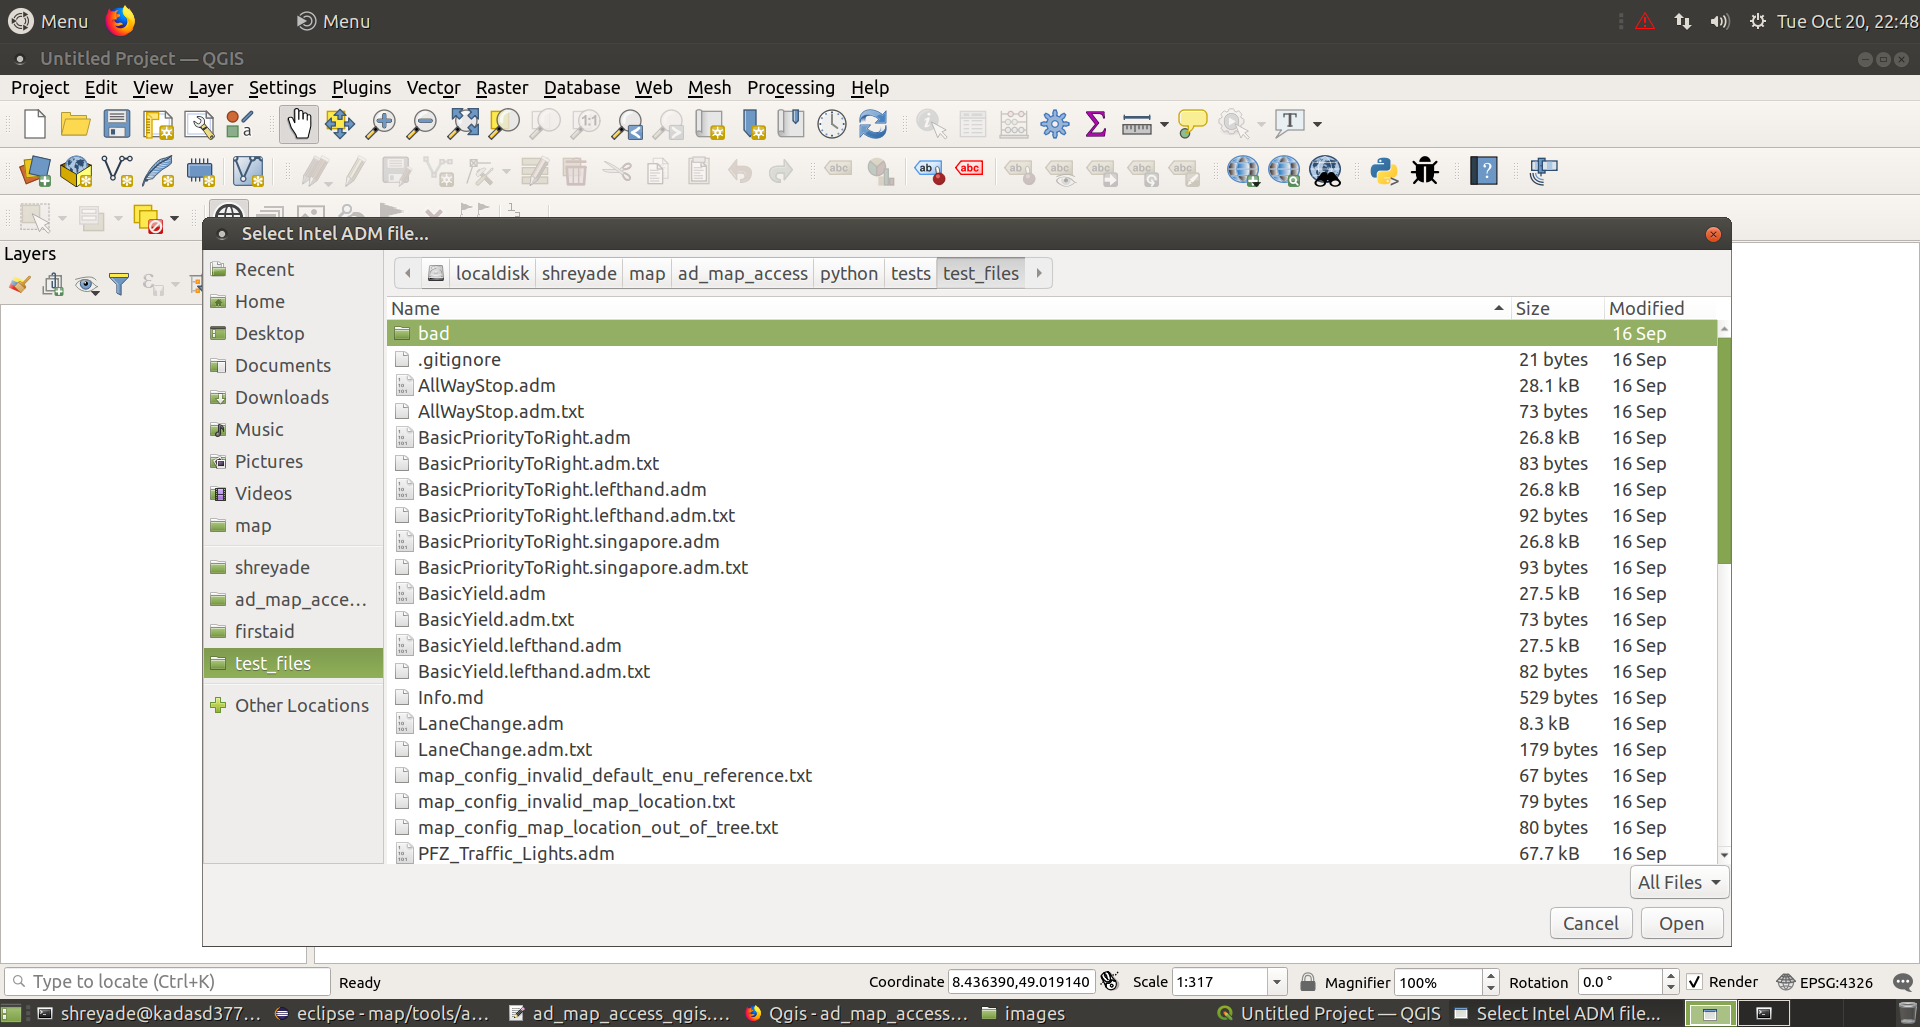 Menu Menu Tue Oct 20, 22:48
Untitled Project — QGIS
Project Edit View Layer Settings Plugins Vector Raster Database Web Mesh Processing Help
Select Intel ADM file...
Layers
Recent
Home
Desktop
Documents
Downloads
Music
Pictures
Videos
map
shreyade
ad_map_acce...
firstaid
test_files
Other Locations
localdisk shreyade map ad_map_access python tests test_files
Name Size Modified
bad 16 Sep
.gitignore 21 bytes 16 Sep
AllWayStop.adm 28.1 kB 16 Sep
AllWayStop.adm.txt 73 bytes 16 Sep
BasicPriorityToRight.adm 26.8 kB 16 Sep
BasicPriorityToRight.adm.txt 83 bytes 16 Sep
BasicPriorityToRight.lefthand.adm 26.8 kB 16 Sep
BasicPriorityToRight.lefthand.adm.txt 92 bytes 16 Sep
BasicPriorityToRight.singapore.adm 26.8 kB 16 Sep
BasicPriorityToRight.singapore.adm.txt 93 bytes 16 Sep
BasicYield.adm 27.5 kB 16 Sep
BasicYield.adm.txt 73 bytes 16 Sep
BasicYield.lefthand.adm 27.5 kB 16 Sep
BasicYield.lefthand.adm.txt 82 bytes 16 Sep
Info.md 529 bytes 16 Sep
LaneChange.adm 8.3 kB 16 Sep
LaneChange.adm.txt 179 bytes 16 Sep
map_config_invalid_default_enu_reference.txt 67 bytes 16 Sep
map_config_invalid_map_location.txt 79 bytes 16 Sep
map_config_map_location_out_of_tree.txt 80 bytes 16 Sep
PFZ_Traffic_Lights.adm 67.7 kB 16 Sep
All Files
Cancel Open
Type to locate (Ctrl+K) Ready Coordinate 8.436390,49.019140 Scale 1:317 Magnifier 100% Rotation 0.0 ° Render EPSG:4326
shreyade@kadasd377... eclipse - map/tools/a... ad_map_access_qgis.... Qgis - ad_map_access... images Untitled Project — QGIS Select Intel ADM file...